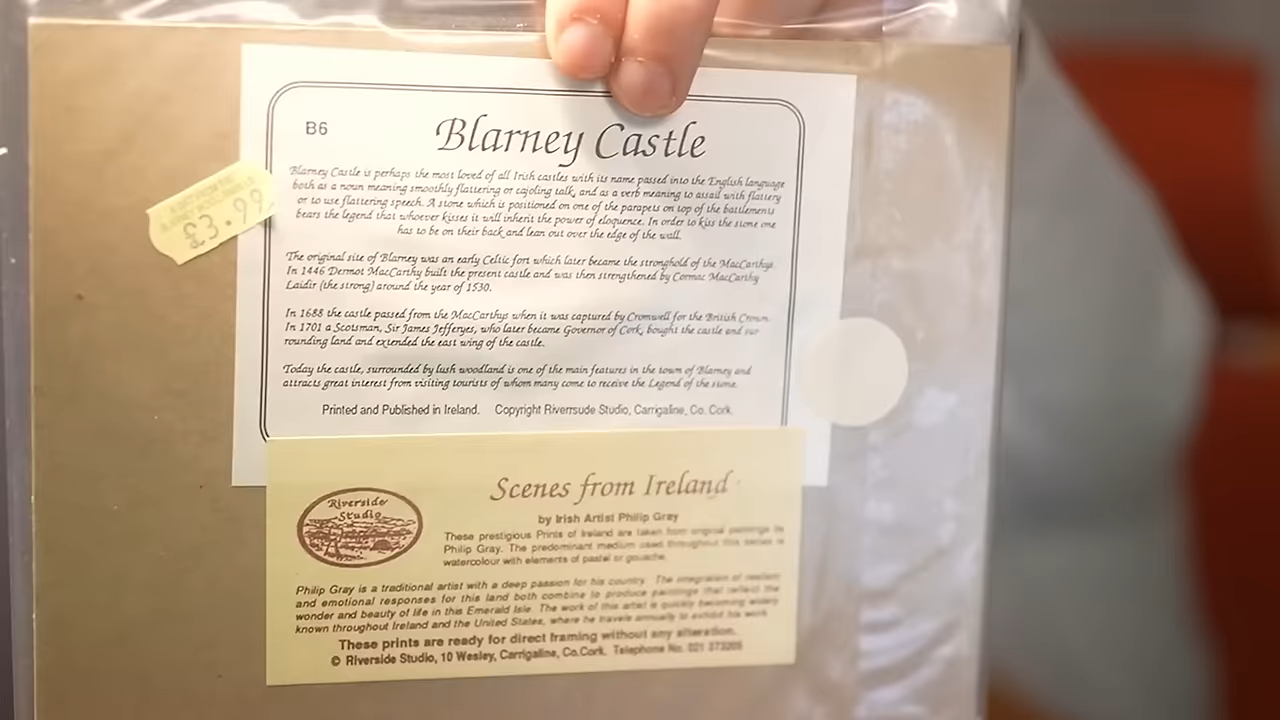 B6
Blarney Castle
Blarney Castle is perhaps the most loved of all Irish castles with its name passed into the English language
both as a noun meaning smoothly flattering or cajoling talk, and as a verb meaning to assail with flattery
or to use flattering speech. A stone which is positioned on one of the parapets on top of the battlements
bears the legend that whoever kisses it will inherit the power of eloquence. In order to kiss the stone one
has to be on their back and lean out over the edge of the wall.
The original site of Blarney was an early Celtic fort which later became the stronghold of the MacCarthys.
In 1446 Dermot MacCarthy built the present castle and was then strengthened by Cormac MacCarthy
Laidir (the strong) around the year of 1530.
In 1688 the castle passed from the MacCarthys when it was captured by Cromwell for the British Crown.
In 1701 a Scotsman, Sir James Jefferyes, who later became Governor of Cork, bought the castle and sur
rounding land and extended the east wing of the castle.
Today the castle, surrounded by lush woodland is one of the main features in the town of Blarney and
attracts great interest from visiting tourists of whom many come to receive the Legend of the stone.
Printed and Published in Ireland. Copyright Riverrsude Studio, Carrigaline, Co. Cork.
£3.99
Riverside
Studio
Scenes from Ireland
by Irish Artist Philip Gray
These prestigious Prints of Ireland are taken from original paintings by
Philip Gray. The predominant medium used throughout this series is
watercolour with elements of pastel or gouache.
Philip Gray is a traditional artist with a deep passion for his country. The integration of realism
and emotional responses for this land both combine to produce paintings that reflect the
wonder and beauty of life in this Emerald Isle. The work of this artist is quickly becoming widely
known throughout Ireland and the United States, where he travels annually to exhibit his work.
These prints are ready for direct framing without any alteration.
© Riverside Studio, 10 Wesley, Carrigaline, Co.Cork. Telephone No. 021